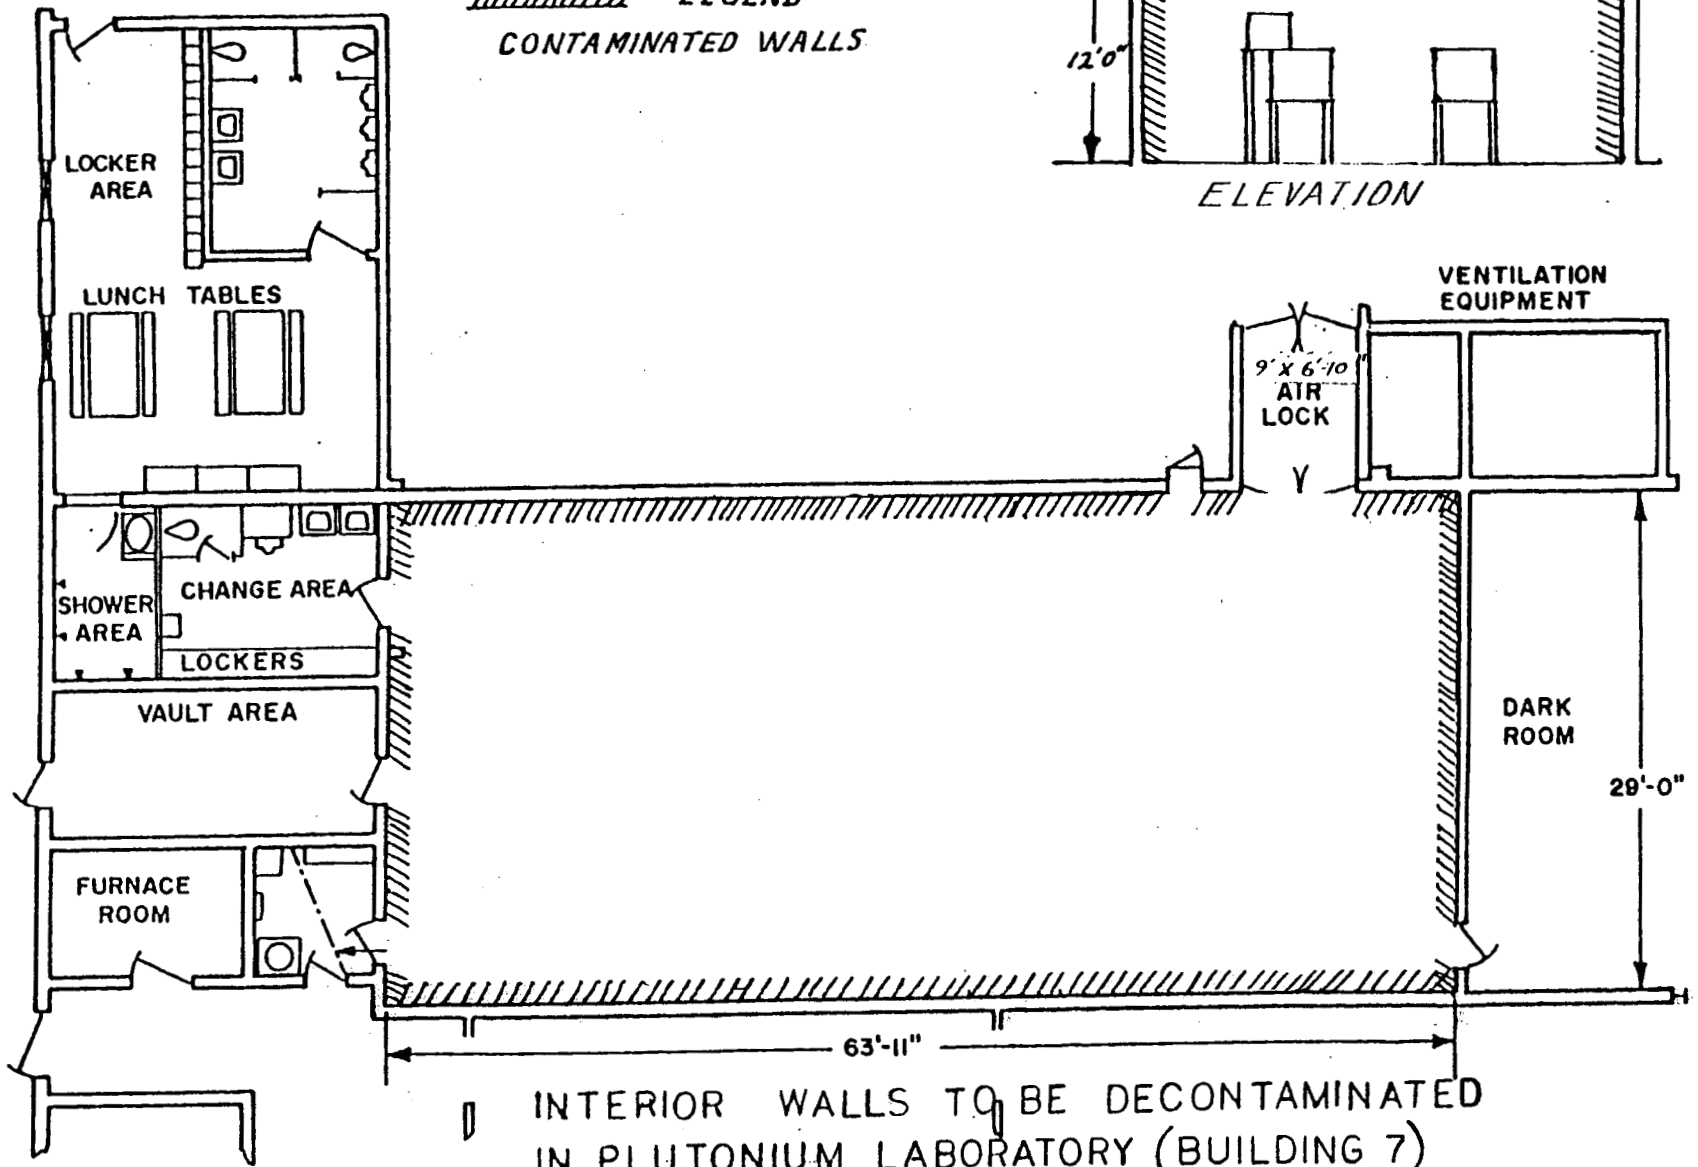 LEGEND
CONTAMINATED WALLS
12'0"
ELEVATION
LOCKER
AREA
LUNCH TABLES
VENTILATION
EQUIPMENT
9' X 6'-10"
AIR
LOCK
CHANGE AREA
SHOWER
AREA
LOCKERS
VAULT AREA
DARK
ROOM
29'-0"
FURNACE
ROOM
63'-11"
INTERIOR WALLS TO BE DECONTAMINATED
IN PLUTONIUM LABORATORY (BUILDING 7)